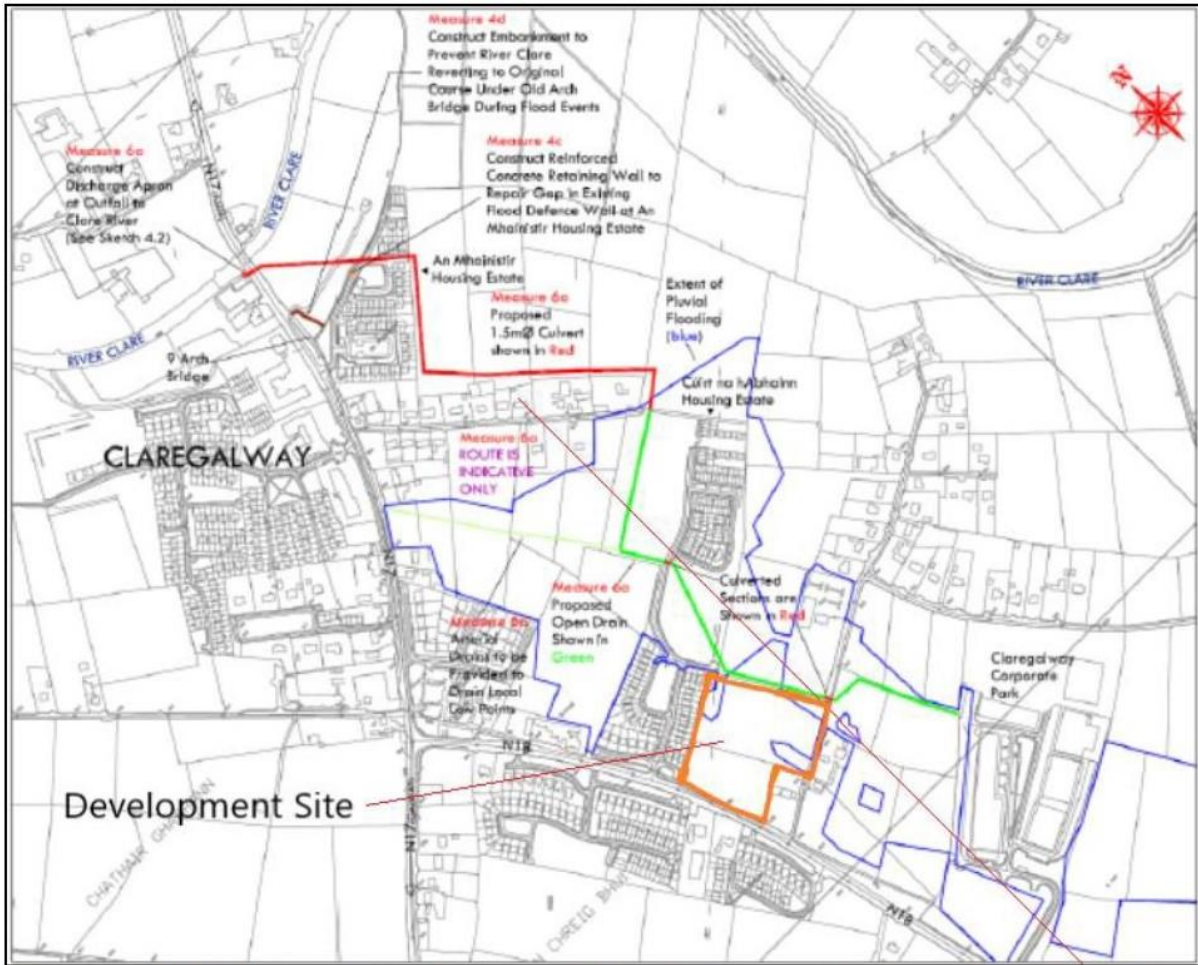 Measure 4d
Construct Embankment to
Prevent River Clare
Reverting to Original
Course Under Old Arch
Bridge During Flood Events
Measure 6a
Construct
Discharge Apron
at Outfall to
Clare River
(See Sketch 4.2)
Measure 4c
Construct Reinforced
Concrete Retaining Wall to
Repair Gap in Existing
Flood Defence Wall at An
Mhainistir Housing Estate
N17
RIVER CLARE
RIVER CLARE
RIVER CLARE
An Mhainistir
Housing Estate
Measure 6a
Proposed
1.5mØ Culvert
shown in Red
Extent of
Pluvial
Flooding
(blue)
9 Arch
Bridge
Cúirt na hAbhainn
Housing Estate
CLAREGALWAY
Measure 6a
ROUTE IS
INDICATIVE
ONLY
N17
Measure 6a
Proposed
Open Drain
Shown In
Green
Culverted
Sections are
Shown in Red
Measure 6a
Arterial
Drains to be
Provided to
Drain Local
Low Points
Claregalway
Corporate
Park
N18
Development Site
N17
N18